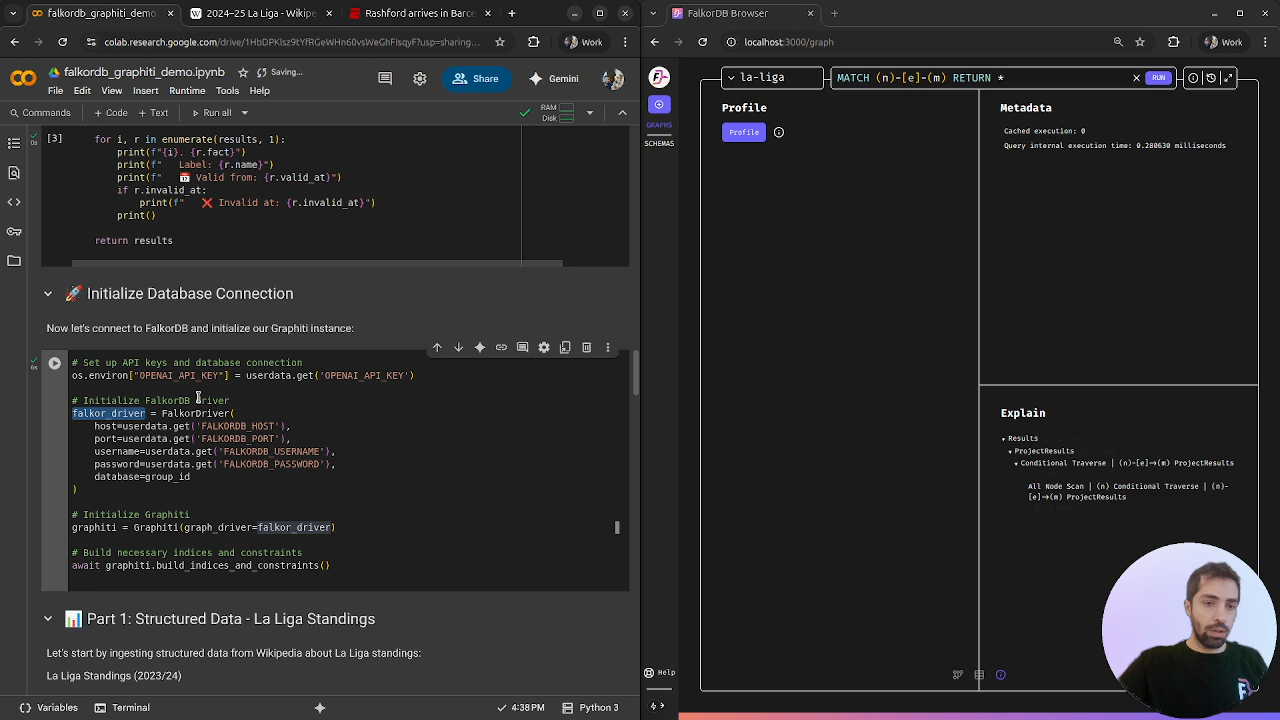 falkordb_graphiti_demo
2024–25 La Liga - Wikipe
Rashford arrives in Barce
colab.research.google.com/drive/1HbDPKlsz9tYfRGeWHn60vsWeGhFlsqyF?usp=sharing...
Work
falkordb_graphiti_demo.ipynb
Saving...
File Edit View Insert Runtime Tools Help
Share
Gemini
Commands
+ Code + Text
Run all
RAM
Disk
[3]
0s
for i, r in enumerate(results, 1):
print(f"{i}. {r.fact}")
print(f" Label: {r.name}")
print(f" 📅 Valid from: {r.valid_at}")
if r.invalid_at:
print(f" ❌ Invalid at: {r.invalid_at}")
print()
return results
🚀 Initialize Database Connection
Now let's connect to FalkorDB and initialize our Graphiti instance:
6s
# Set up API keys and database connection
os.environ["OPENAI_API_KEY"] = userdata.get('OPENAI_API_KEY')
# Initialize FalkorDB driver
falkor_driver = FalkorDriver(
host=userdata.get('FALKORDB_HOST'),
port=userdata.get('FALKORDB_PORT'),
username=userdata.get('FALKORDB_USERNAME'),
password=userdata.get('FALKORDB_PASSWORD'),
database=group_id
)
# Initialize Graphiti
graphiti = Graphiti(graph_driver=falkor_driver)
# Build necessary indices and constraints
await graphiti.build_indices_and_constraints()
📊 Part 1: Structured Data - La Liga Standings
Let's start by ingesting structured data from Wikipedia about La Liga standings:
La Liga Standings (2023/24)
Variables
Terminal
4:38PM
Python 3
FalkorDB Browser
localhost:3000/graph
Work
GRAPHS
SCHEMAS
Help
la-liga
MATCH (n)-[e]-(m) RETURN *
RUN
Profile
Profile
Metadata
Cached execution: 0
Query internal execution time: 0.280630 milliseconds
Explain
Results
ProjectResults
Conditional Traverse | (n)-[e]->(m) ProjectResults
All Node Scan | (n) Conditional Traverse | (n)-
[e]->(m) ProjectResults